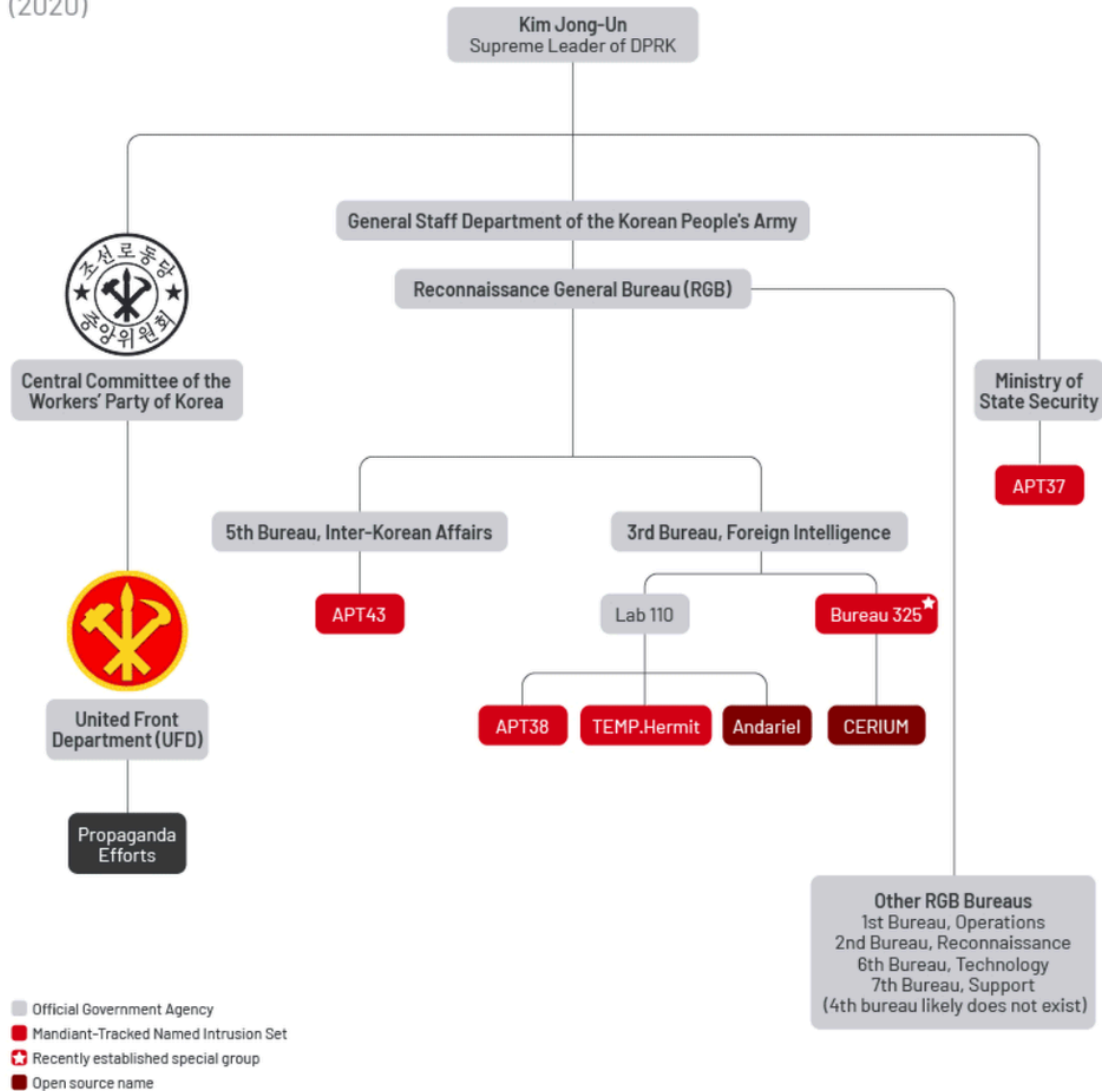 (2020)
Kim Jong-Un
Supreme Leader of DPRK
General Staff Department of the Korean People's Army
Reconnaissance General Bureau (RGB)
조선로동당
중앙위원회
Central Committee of the
Workers' Party of Korea
Ministry of
State Security
APT37
5th Bureau, Inter-Korean Affairs
3rd Bureau, Foreign Intelligence
APT43
Lab 110
Bureau 325
United Front
Department (UFD)
APT38
TEMP.Hermit
Andariel
CERIUM
Propaganda
Efforts
Other RGB Bureaus
1st Bureau, Operations
2nd Bureau, Reconnaissance
6th Bureau, Technology
7th Bureau, Support
(4th bureau likely does not exist)
Official Government Agency
Mandiant-Tracked Named Intrusion Set
Recently established special group
Open source name